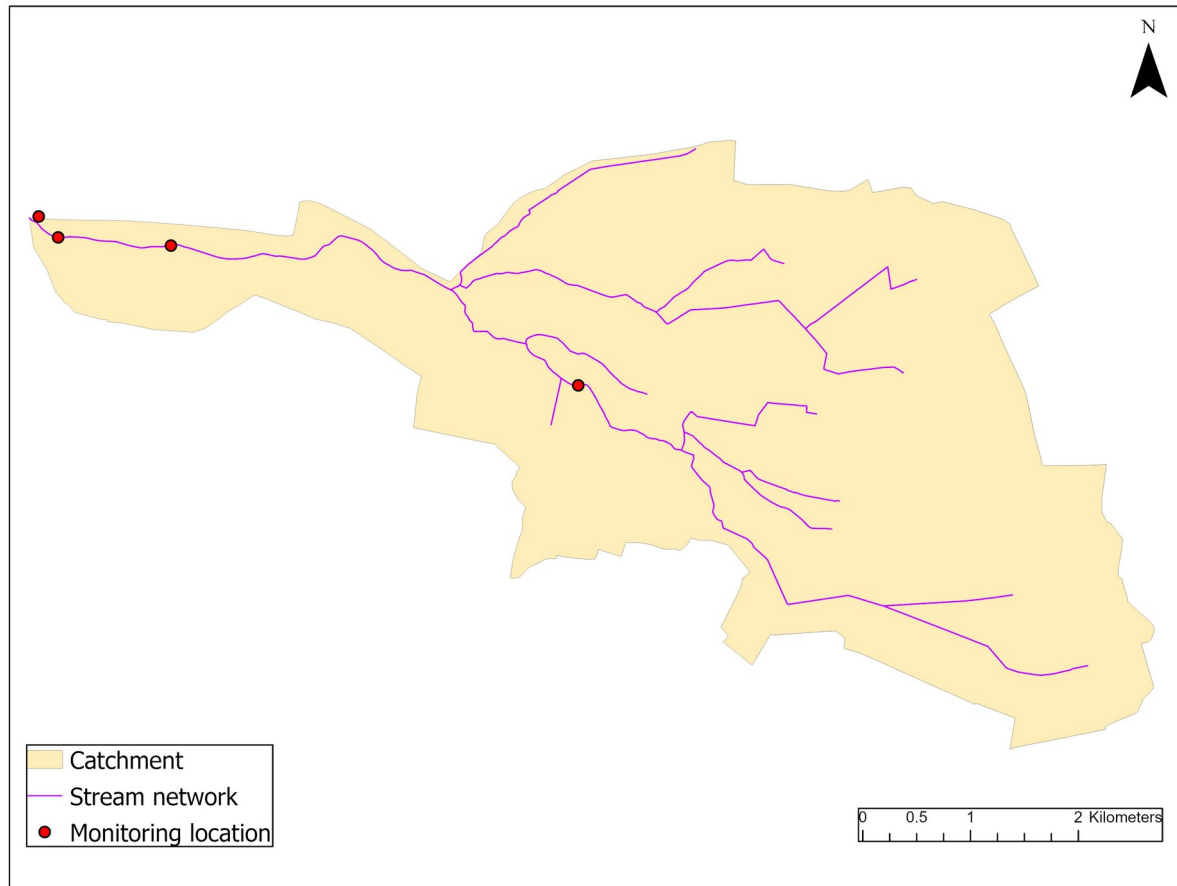 N
Catchment
Stream network
Monitoring location
0 0.5 1 2 Kilometers